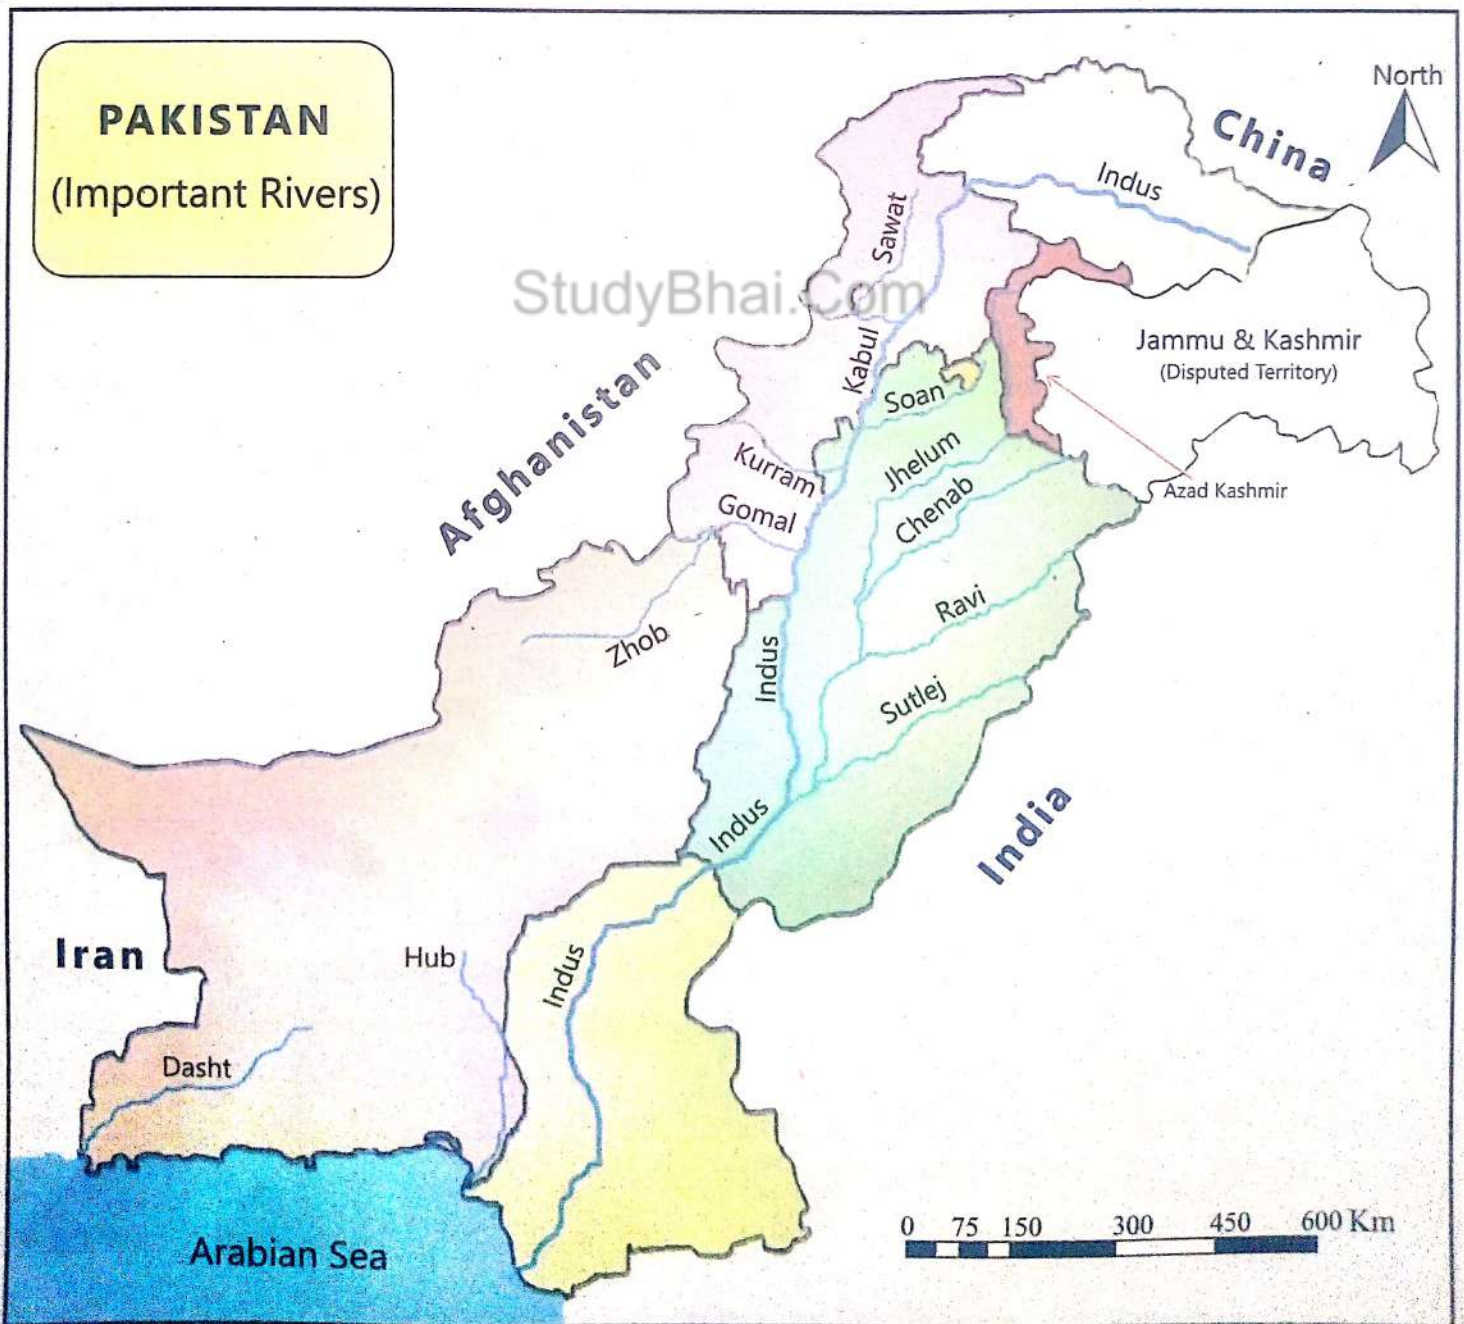 PAKISTAN
(Important Rivers)
North
China
Indus
Sawat
StudyBhai.Com
Jammu & Kashmir
(Disputed Territory)
Kabul
Soan
Afghanistan
Jhelum
Kurram
Chenab
Azad Kashmir
Gomal
Ravi
Zhob
Indus
Sutlej
Indus
India
Iran
Hub
Indus
Dasht
0 75 150 300 450 600 Km
Arabian Sea